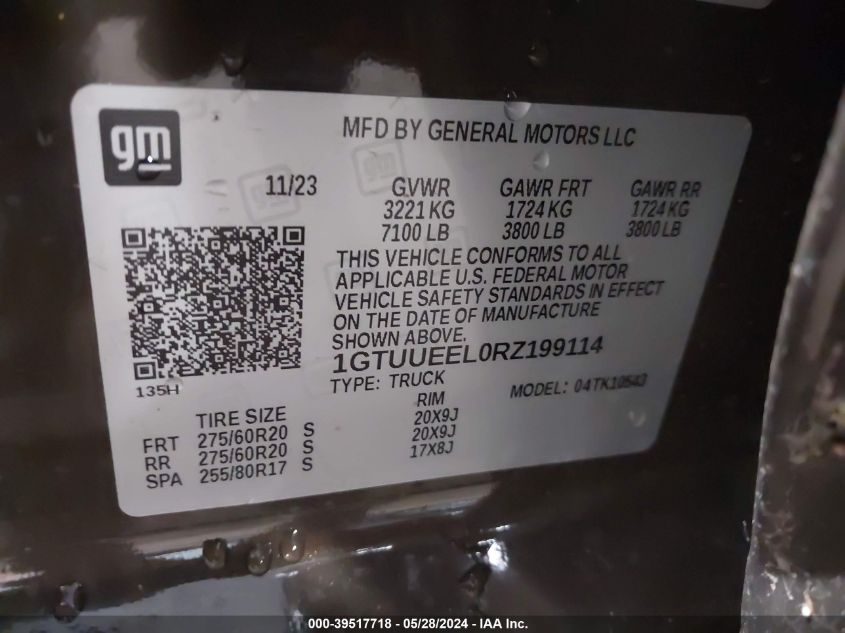 gm
MFD BY GENERAL MOTORS LLC
11/23
GVWR GAWR FRT GAWR RR
3221 KG 1724 KG 1724 KG
7100 LB 3800 LB 3800 LB
THIS VEHICLE CONFORMS TO ALL
APPLICABLE U.S. FEDERAL MOTOR
VEHICLE SAFETY STANDARDS IN EFFECT
ON THE DATE OF MANUFACTURE
SHOWN ABOVE.
1GTUUEEL0RZ199114
135H
TYPE: TRUCK MODEL: 04TK10543
TIRE SIZE RIM
FRT 275/60R20 S 20X9J
RR 275/60R20 S 20X9J
SPA 255/80R17 S 17X8J
000-39517718 - 05/28/2024 - IAA Inc.